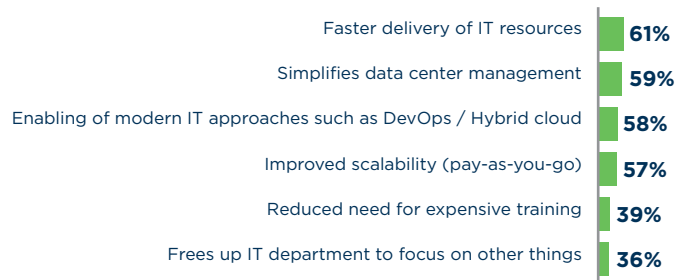 Faster delivery of IT resources 61%
Simplifies data center management 59%
Enabling of modern IT approaches such as DevOps / Hybrid cloud 58%
Improved scalability (pay-as-you-go) 57%
Reduced need for expensive training 39%
Frees up IT department to focus on other things 36%